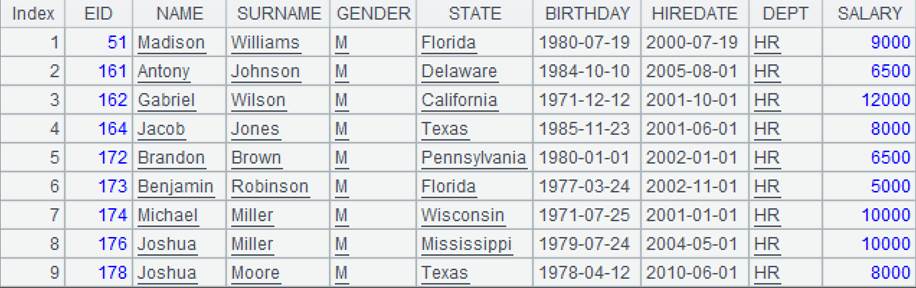 Index EID NAME SURNAME GENDER STATE BIRTHDAY HIREDATE DEPT SALARY
1 51 Madison Williams M Florida 1980-07-19 2000-07-19 HR 9000
2 161 Antony Johnson M Delaware 1984-10-10 2005-08-01 HR 6500
3 162 Gabriel Wilson M California 1971-12-12 2001-10-01 HR 12000
4 164 Jacob Jones M Texas 1985-11-23 2001-06-01 HR 8000
5 172 Brandon Brown M Pennsylvania 1980-01-01 2002-01-01 HR 6500
6 173 Benjamin Robinson M Florida 1977-03-24 2002-11-01 HR 5000
7 174 Michael Miller M Wisconsin 1971-07-25 2001-01-01 HR 10000
8 176 Joshua Miller M Mississippi 1979-07-24 2004-05-01 HR 10000
9 178 Joshua Moore M Texas 1978-04-12 2010-06-01 HR 8000